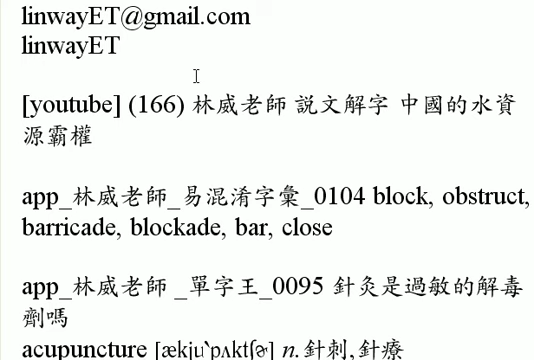 linwayET@gmail.com
linwayET
[youtube] (166) 林威老師 説文解字 中國的水資
源霸權
app_林威老師_易混淆字彙_0104 block, obstruct,
barricade, blockade, bar, close
app_林威老師 _單字王_0095 針灸是過敏的解毒
劑嗎
acupuncture [ækjuˋpʌktʃɚ] n.針刺,針療